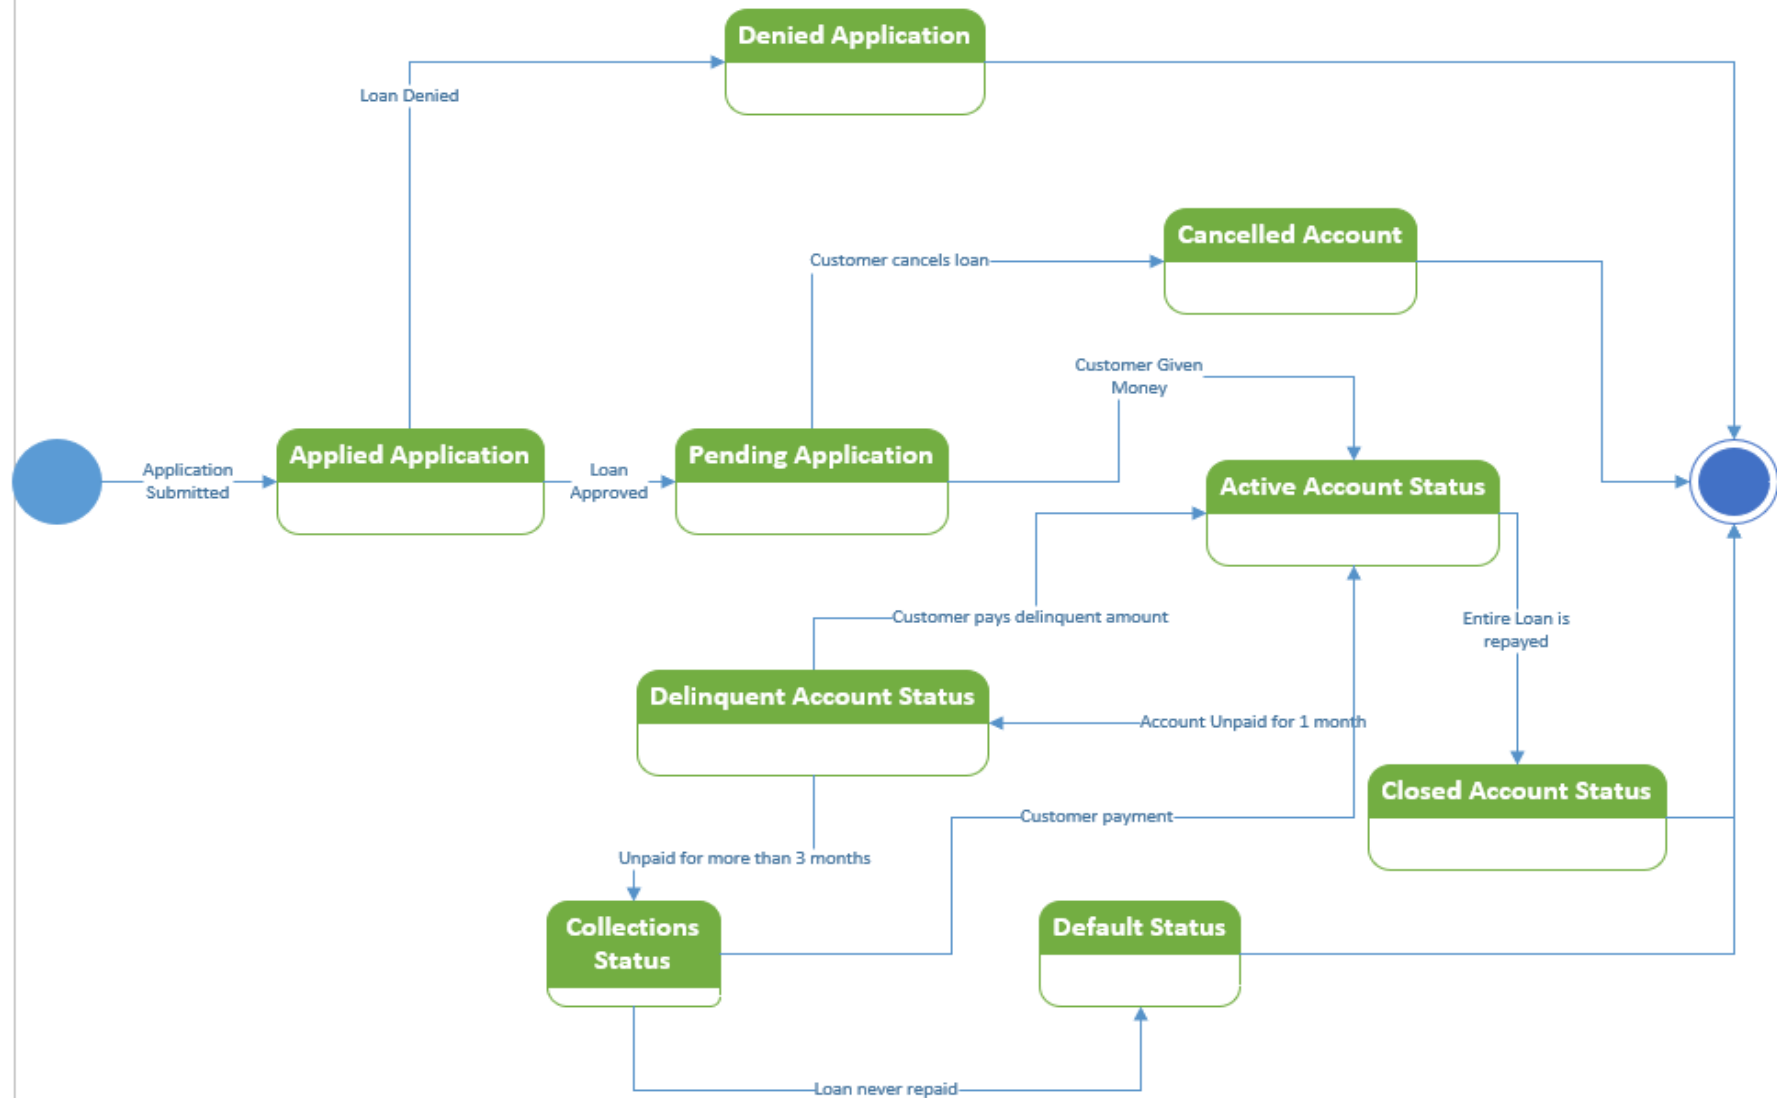 Denied Application
Loan Denied
Cancelled Account
Customer cancels loan
Customer Given
Money
Applied Application
Pending Application
Application
Submitted
Loan
Approved
Active Account Status
Customer pays delinquent amount
Entire Loan is
repayed
Delinquent Account Status
Account Unpaid for 1 month
Closed Account Status
Customer payment
Unpaid for more than 3 months
Collections
Status
Default Status
Loan never repaid